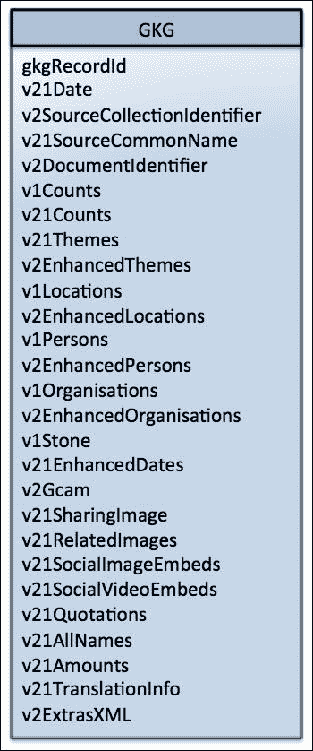 GKG
gkgRecordId
v21Date
v2SourceCollectionIdentifier
v21SourceCommonName
v2DocumentIdentifier
v1Counts
v21Counts
v21Themes
v2EnhancedThemes
v1Locations
v2EnhancedLocations
v1Persons
v2EnhancedPersons
v1Organisations
v2EnhancedOrganisations
v1Stone
v21EnhancedDates
v2Gcam
v21SharingImage
v21RelatedImages
v21SocialImageEmbeds
v21SocialVideoEmbeds
v21Quotations
v21AllNames
v21Amounts
v21TranslationInfo
v2ExtrasXML